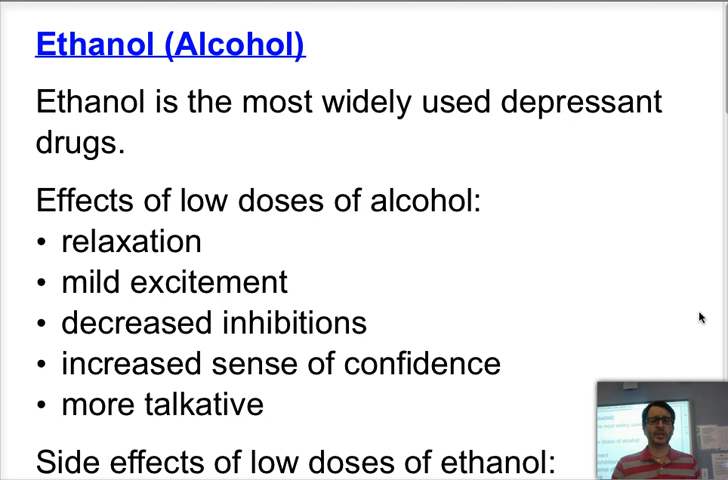 Ethanol (Alcohol)
Ethanol is the most widely used depressant
drugs.
Effects of low doses of alcohol:
• relaxation
• mild excitement
• decreased inhibitions
• increased sense of confidence
• more talkative
Side effects of low doses of ethanol: